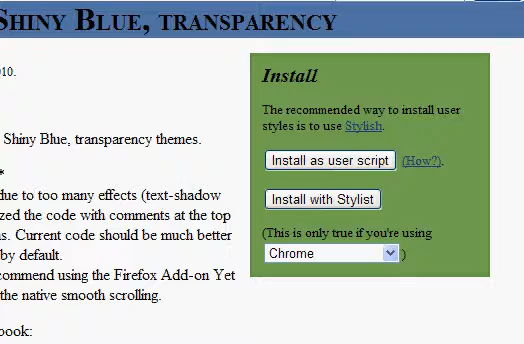 Shiny Blue, transparency
10.
Shiny Blue, transparency themes.
*
due to too many effects (text-shadow
zed the code with comments at the top
s. Current code should be much better
by default.
commend using the Firefox Add-on Yet
the native smooth scrolling.
book:
Install
The recommended way to install user
styles is to use Stylish.
Install as user script (How?).
Install with Stylist
(This is only true if you're using
Chrome )